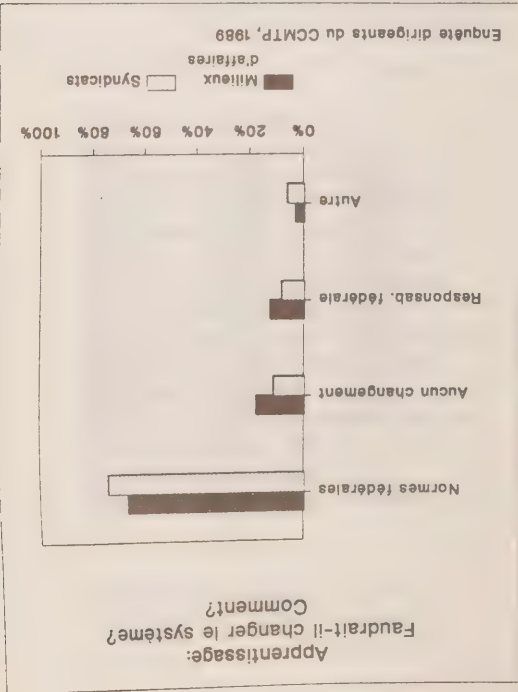 Apprentissage:
Faudrait-il changer le système?
Comment?
Normes fédérales
Aucun changement
Responsab. fédérale
Autre
0% 20% 40% 60% 80% 100%
Milieux d'affaires
Syndicats
Enquête dirigeants du CCMTP, 1989